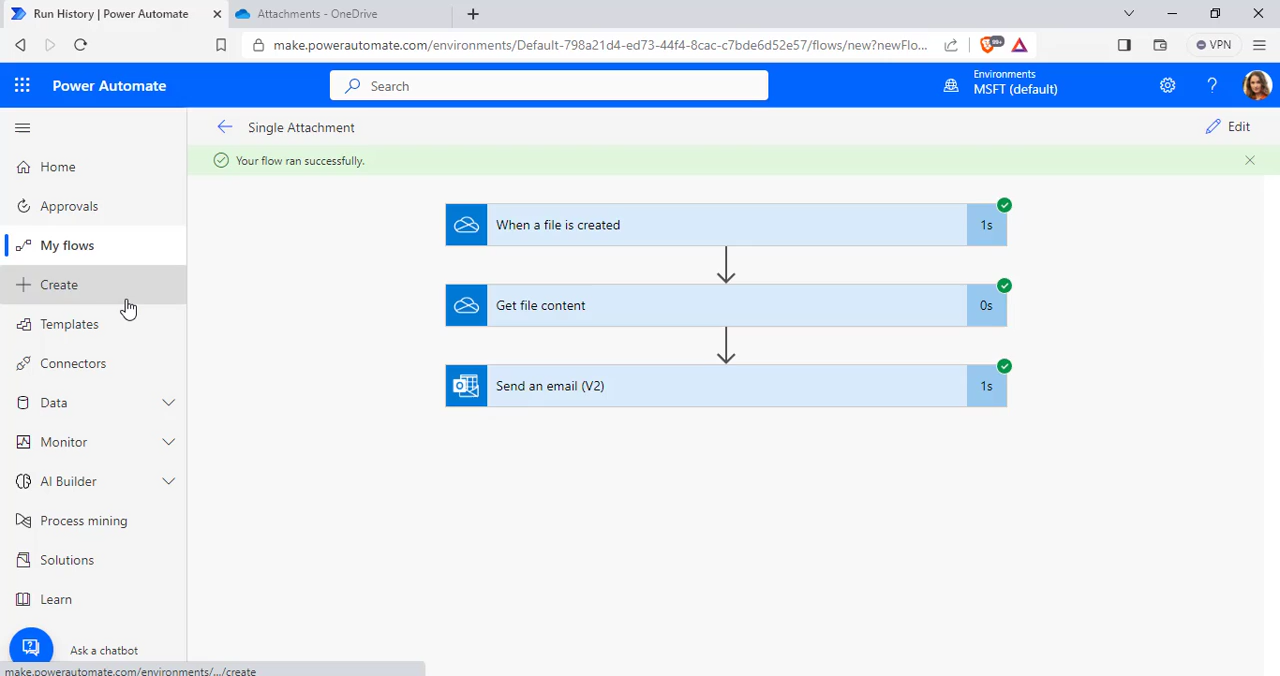 Run History | Power Automate
Attachments - OneDrive
make.powerautomate.com/environments/Default-798a21d4-ed73-44f4-8cac-c7bde6d52e57/flows/new?newFlo...
99+
VPN
Power Automate
Search
Environments
MSFT (default)
Single Attachment
Edit
Your flow ran successfully.
Home
Approvals
My flows
Create
Templates
Connectors
Data
Monitor
AI Builder
Process mining
Solutions
Learn
Ask a chatbot
When a file is created
1s
Get file content
0s
Send an email (V2)
1s
make.powerautomate.com/environments/.../create